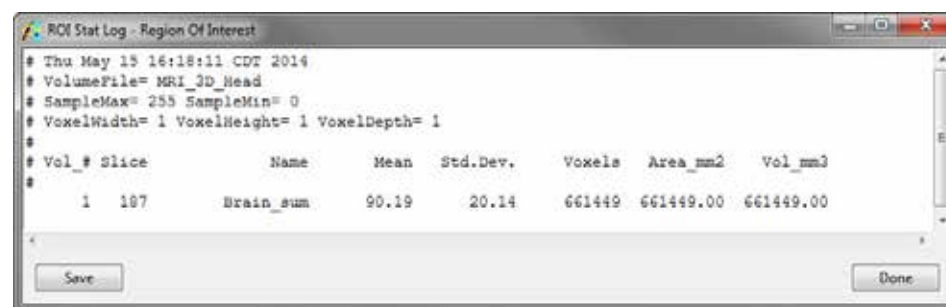 ROI Stat Log - Region Of Interest
# Thu May 15 16:18:11 CDT 2014
# VolumeFile= MRI_3D_Head
# SampleMax= 255 SampleMin= 0
# VoxelWidth= 1 VoxelHeight= 1 VoxelDepth= 1
#
# Vol_# Slice Name Mean Std.Dev. Voxels Area_mm2 Vol_mm3
#
1 187 Brain_sum 90.19 20.14 661449 661449.00 661449.00
Save Done